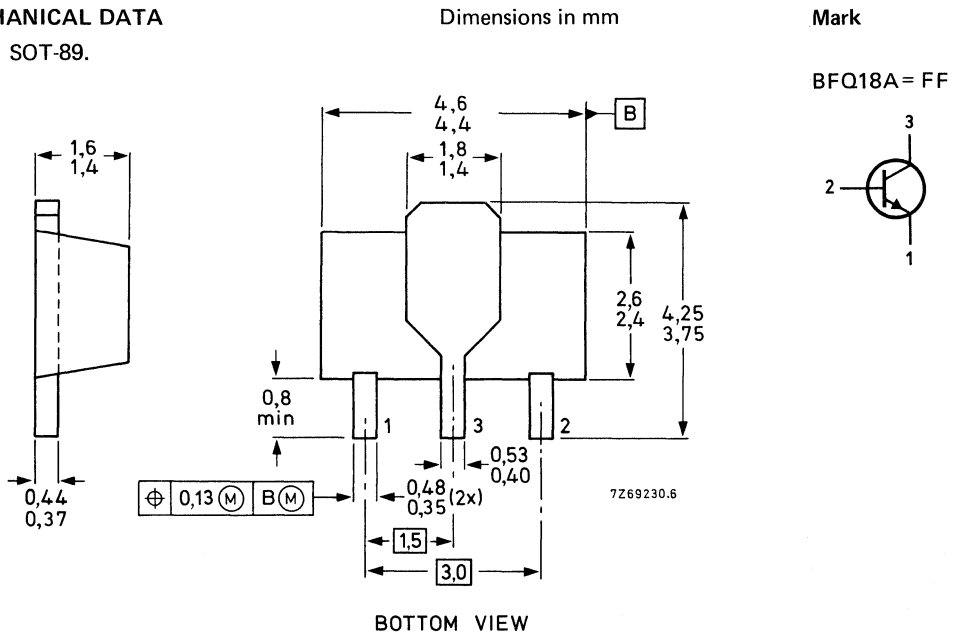 HANICAL DATA
Dimensions in mm
Mark
SOT-89.
BFQ18A = FF
4,6
4,4
B
1,6
1,4
1,8
1,4
3
2
1
2,6
2,4
4,25
3,75
0,8
min
1
3
2
0,53
0,40
0,44
0,37
0,13 M B M
0,48
0,35 (2x)
7Z69230.6
1,5
3,0
BOTTOM VIEW